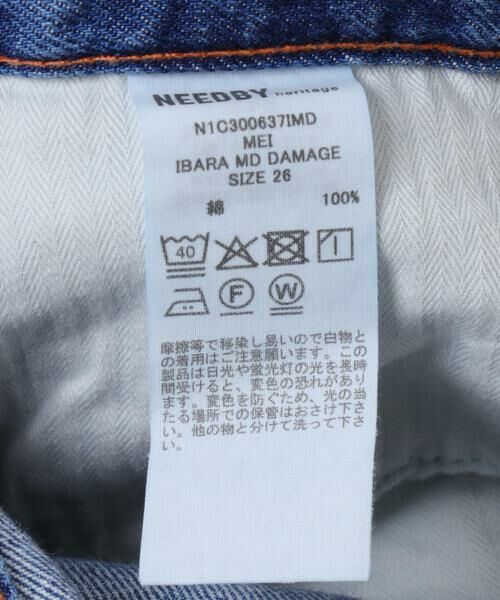 NEEDBY heritage
N1C300637IMD
MEI
IBARA MD DAMAGE
SIZE 26
綿 100%
40
F W
摩擦等で移染し易いので白物と
の着用はご注意願います。この
製品は日光や蛍光灯の光を長時
間受けると、変色の恐れがあり
ます。変色を防ぐため、光の当
たる場所での保管はおさけ下さ
い。他の物と分けて洗って下さ
い。